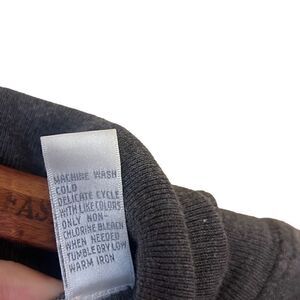 MACHINE WASH
COLD
DELICATE CYCLE
WITH LIKE COLORS
ONLY NON-
CHLORINE BLEACH
WHEN NEEDED
TUMBLE DRY LOW
WARM IRON